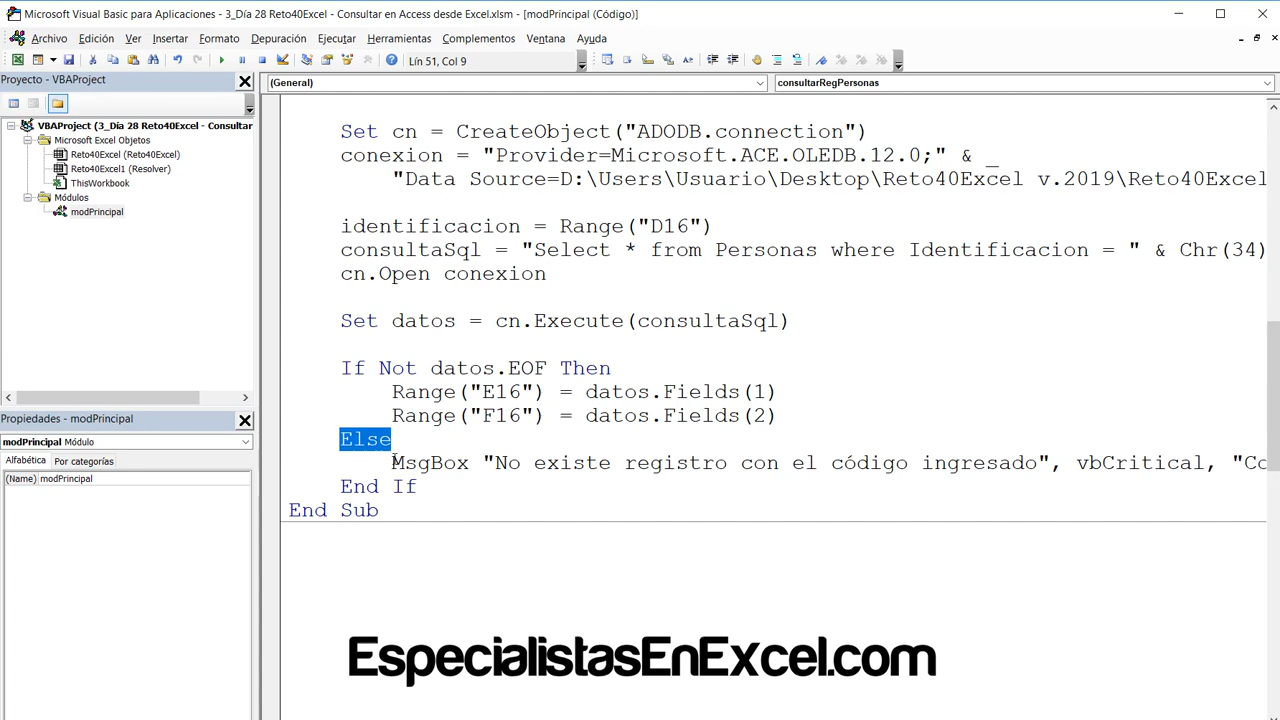 Microsoft Visual Basic para Aplicaciones - 3_Día 28 Reto40Excel - Consultar en Access desde Excel.xlsm - [modPrincipal (Código)]
Archivo Edición Ver Insertar Formato Depuración Ejecutar Herramientas Complementos Ventana Ayuda
Lín 51, Col 9
Proyecto - VBAProject
(General) consultarRegPersonas
VBAProject (3_Día 28 Reto40Excel - Consultar
Microsoft Excel Objetos
Reto40Excel (Reto40Excel)
Reto40Excel1 (Resolver)
ThisWorkbook
Módulos
modPrincipal
Propiedades - modPrincipal
modPrincipal Módulo
Alfabética Por categorías
(Name) modPrincipal
Set cn = CreateObject("ADODB.connection")
conexion = "Provider=Microsoft.ACE.OLEDB.12.0;" & _
"Data Source=D:\Users\Usuario\Desktop\Reto40Excel v.2019\Reto40Excel
identificacion = Range("D16")
consultaSql = "Select * from Personas where Identificacion = " & Chr(34)
cn.Open conexion
Set datos = cn.Execute(consultaSql)
If Not datos.EOF Then
Range("E16") = datos.Fields(1)
Range("F16") = datos.Fields(2)
Else
MsgBox "No existe registro con el código ingresado", vbCritical, "Co
End If
End Sub
EspecialistasEnExcel.com